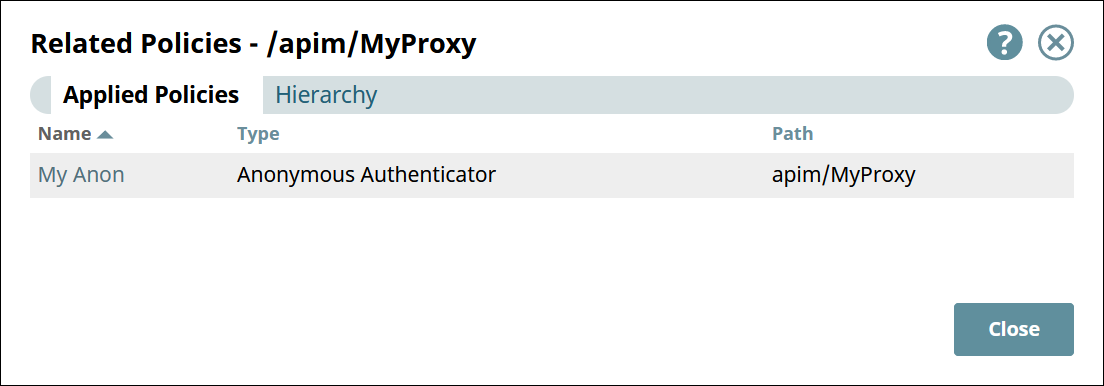 Related Policies - /apim/MyProxy ?
Applied Policies Hierarchy
Name Type Path
My Anon Anonymous Authenticator apim/MyProxy
Close